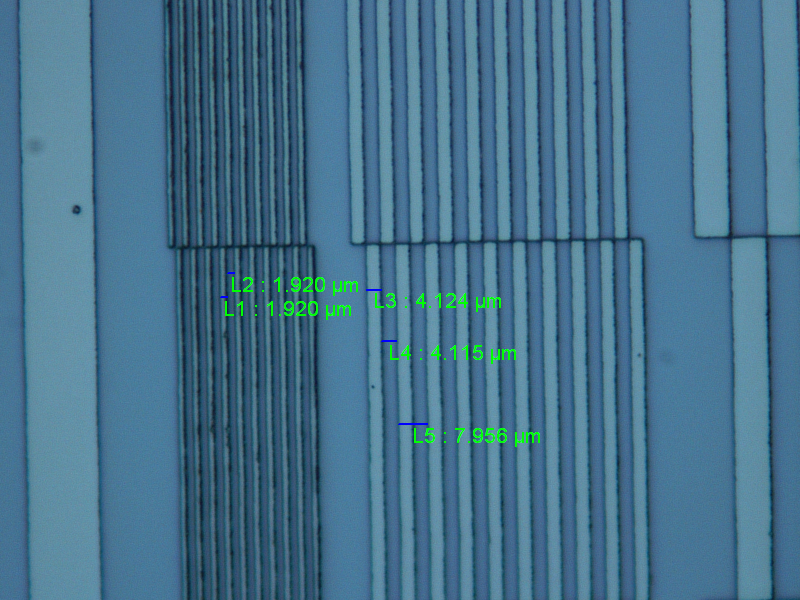 L2 : 1.920 µm
L1 : 1.920 µm
L3 4.124 µm
L4 : 4.115 µm
L5 : 7.956 µm